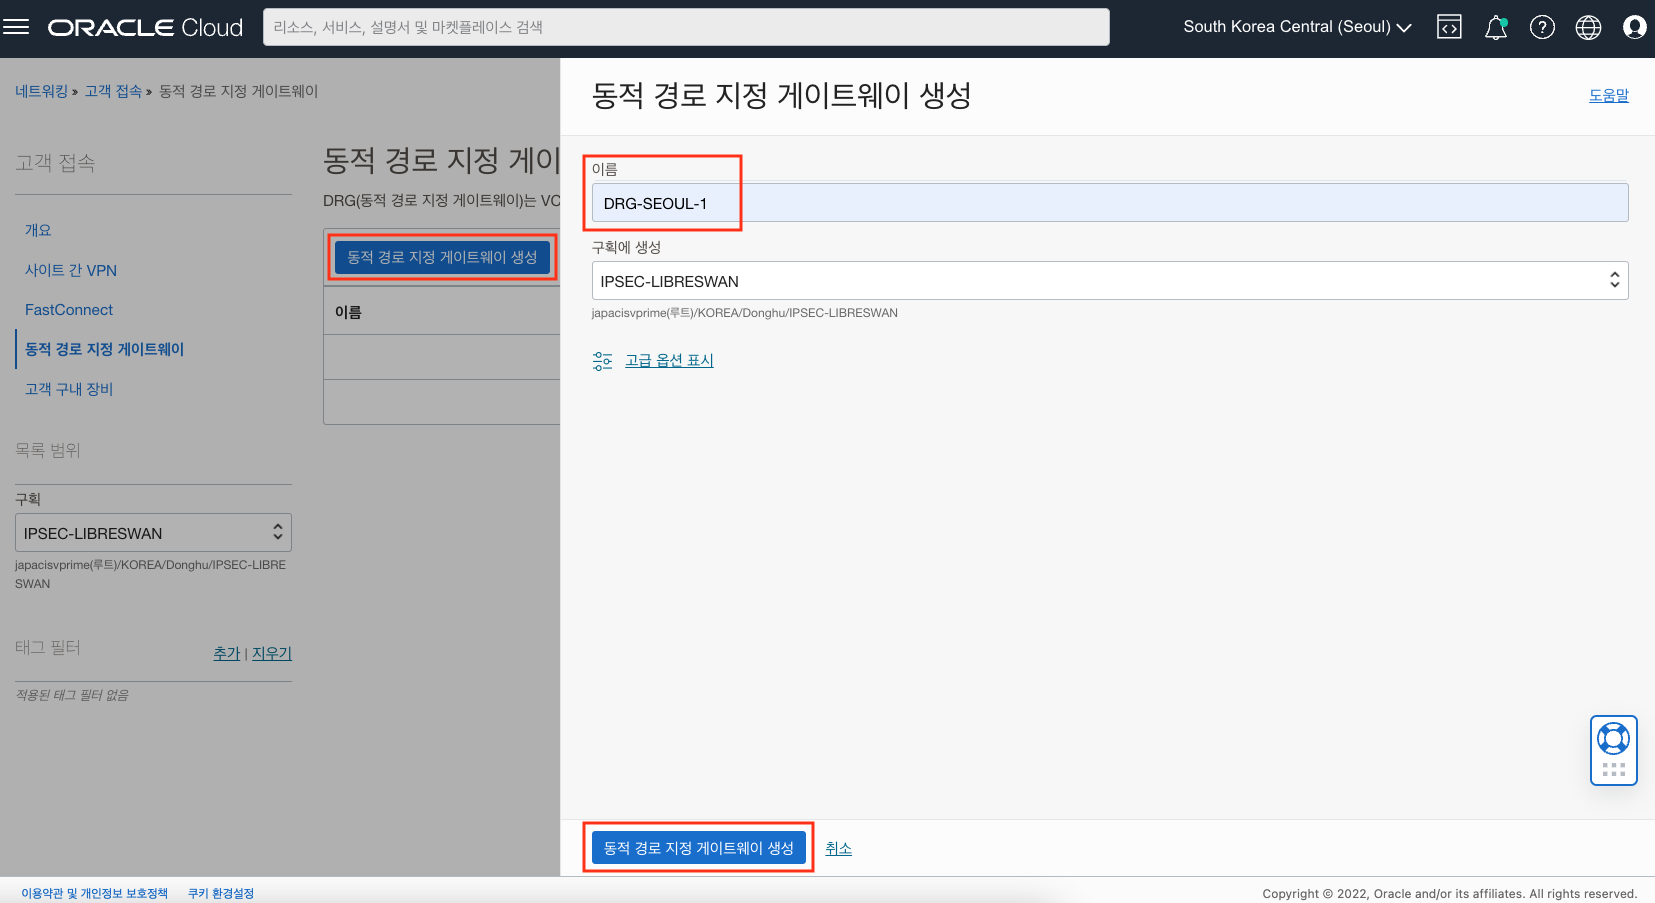 ORACLE Cloud
리소스, 서비스, 설명서 및 마켓플레이스 검색
South Korea Central (Seoul)
네트워킹 » 고객 접속 » 동적 경로 지정 게이트웨이
고객 접속
개요
사이트 간 VPN
FastConnect
동적 경로 지정 게이트웨이
고객 구내 장비
목록 범위
구획
IPSEC-LIBRESWAN
japacisvprime(루트)/KOREA/Donghu/IPSEC-LIBRE
SWAN
태그 필터
추가 | 지우기
적용된 태그 필터 없음
동적 경로 지정 게이
DRG(동적 경로 지정 게이트웨이)는 VC
동적 경로 지정 게이트웨이 생성
이름
동적 경로 지정 게이트웨이 생성
도움말
이름
DRG-SEOUL-1
구획에 생성
IPSEC-LIBRESWAN
japacisvprime(루트)/KOREA/Donghu/IPSEC-LIBRESWAN
고급 옵션 표시
동적 경로 지정 게이트웨이 생성
취소
이용약관 및 개인정보 보호정책
쿠키 환경설정
Copyright © 2022, Oracle and/or its affiliates. All rights reserved.